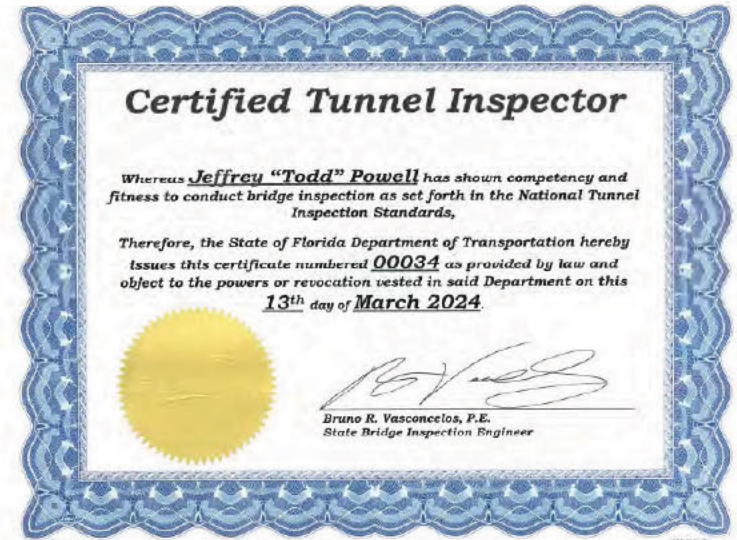 Certified Tunnel Inspector
Whereas Jeffrey “Todd” Powell has shown competency and
fitness to conduct bridge inspection as set forth in the National Tunnel
Inspection Standards,
Therefore, the State of Florida Department of Transportation hereby
issues this certificate numbered 00034 as provided by law and
object to the powers or revocation vested in said Department on this
13th day of March 2024.
Bruno R. Vasconcelos, P.E.
State Bridge Inspection Engineer